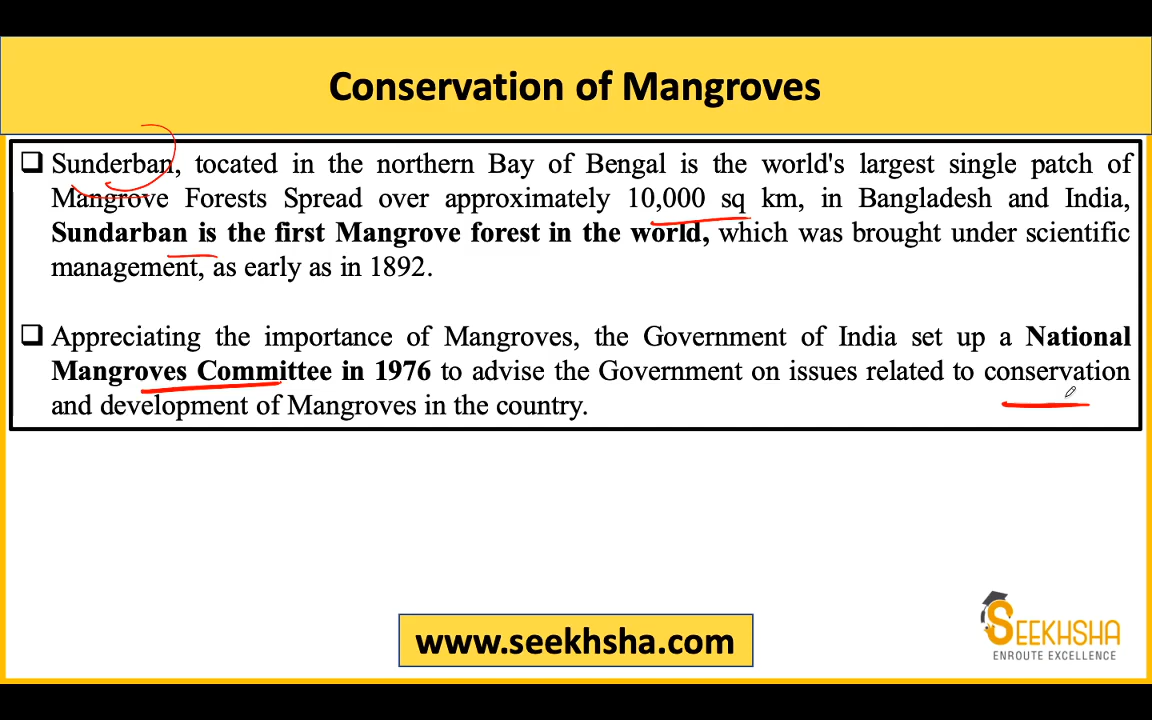 Conservation of Mangroves
Sunderban, tocated in the northern Bay of Bengal is the world's largest single patch of
Mangrove Forests Spread over approximately 10,000 sq km, in Bangladesh and India,
Sundarban is the first Mangrove forest in the world, which was brought under scientific
management, as early as in 1892.
Appreciating the importance of Mangroves, the Government of India set up a National
Mangroves Committee in 1976 to advise the Government on issues related to conservation
and development of Mangroves in the country.
www.seekhsha.com
SEEKHSHA
ENROUTE EXCELLENCE